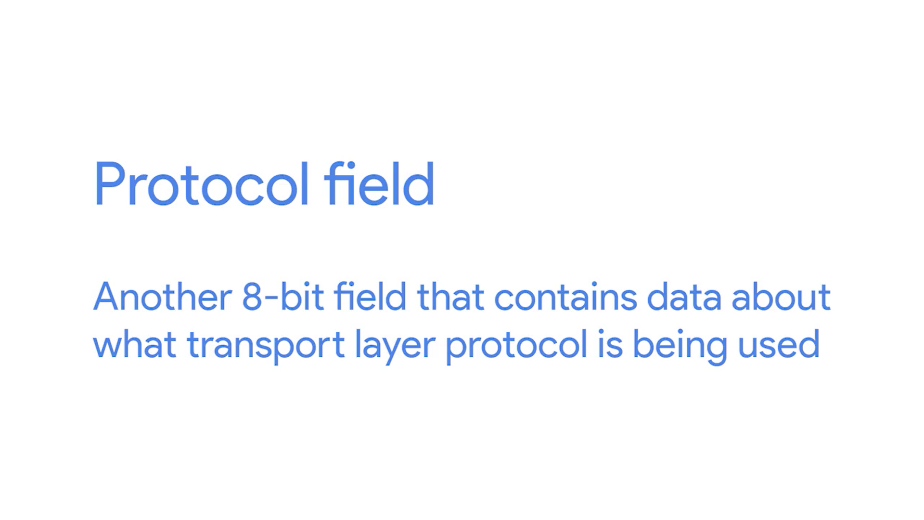 Protocol field
Another 8-bit field that contains data about
what transport layer protocol is being used